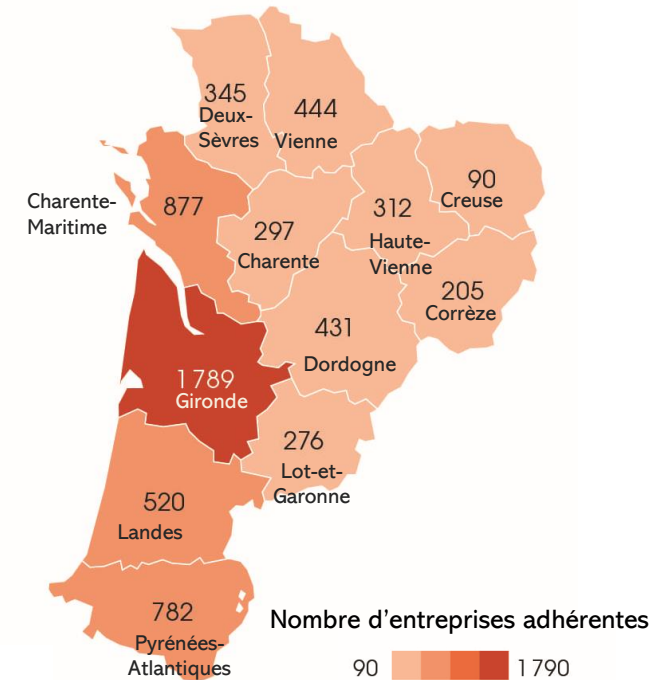 345
Deux-
Sèvres
444
Vienne
90
Creuse
877
Charente-
Maritime
297
Charente
312
Haute-
Vienne
205
Corrèze
431
Dordogne
1 789
Gironde
276
Lot-et-
Garonne
520
Landes
782
Pyrénées-
Atlantiques
Nombre d’entreprises adhérentes
90 1 790